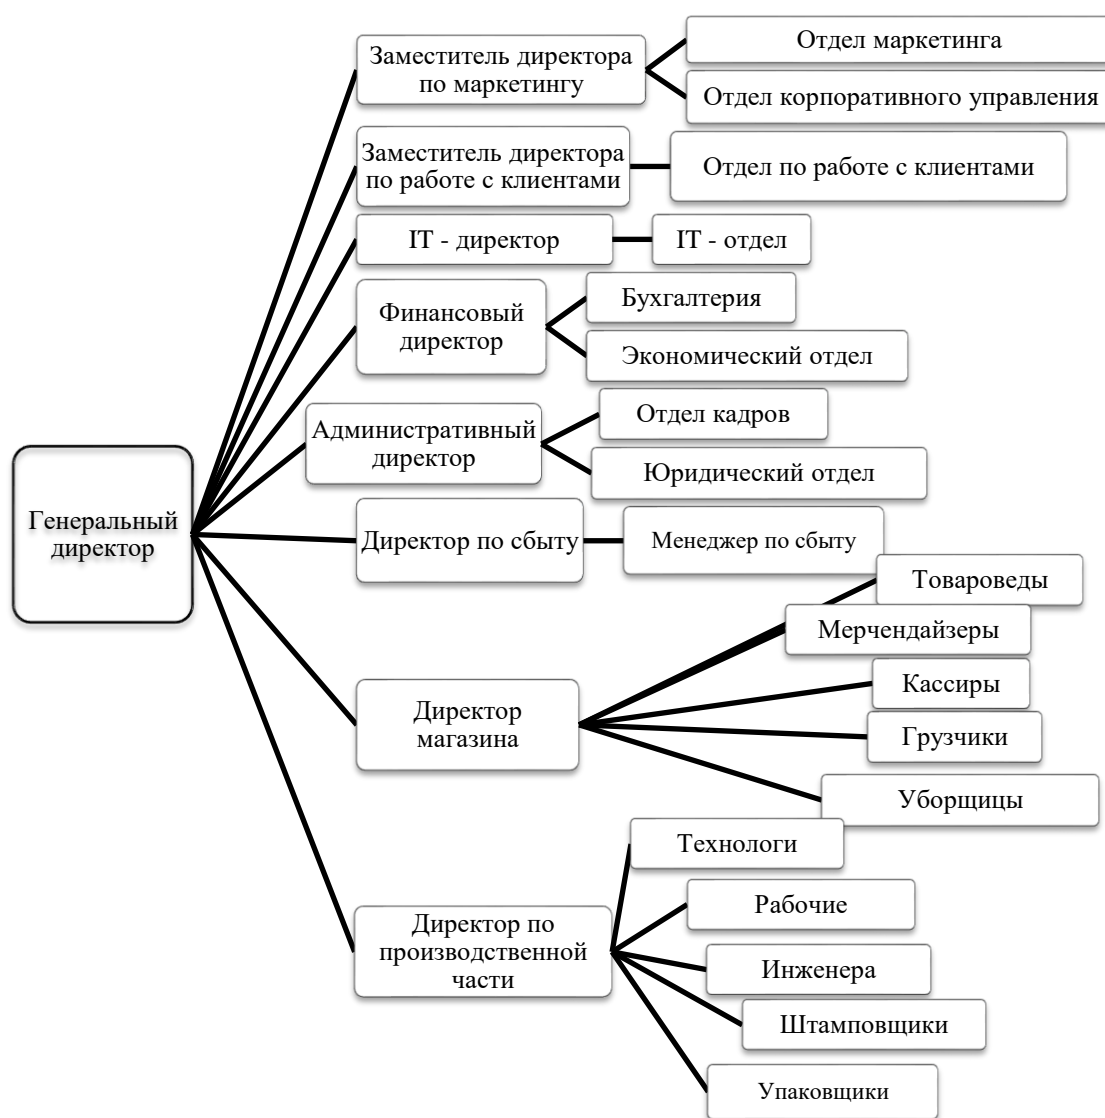 Заместитель директора
по маркетингу
Отдел маркетинга
Отдел корпоративного управления
Заместитель директора
по работе с клиентами
Отдел по работе с клиентами
IT - директор
IT - отдел
Финансовый
директор
Бухгалтерия
Экономический отдел
Административный
директор
Отдел кадров
Юридический отдел
Генеральный
директор
Директор по сбыту
Менеджер по сбыту
Директор
магазина
Товароведы
Мерчендайзеры
Кассиры
Грузчики
Уборщицы
Директор по
производственной
части
Технологи
Рабочие
Инженера
Штамповщики
Упаковщики